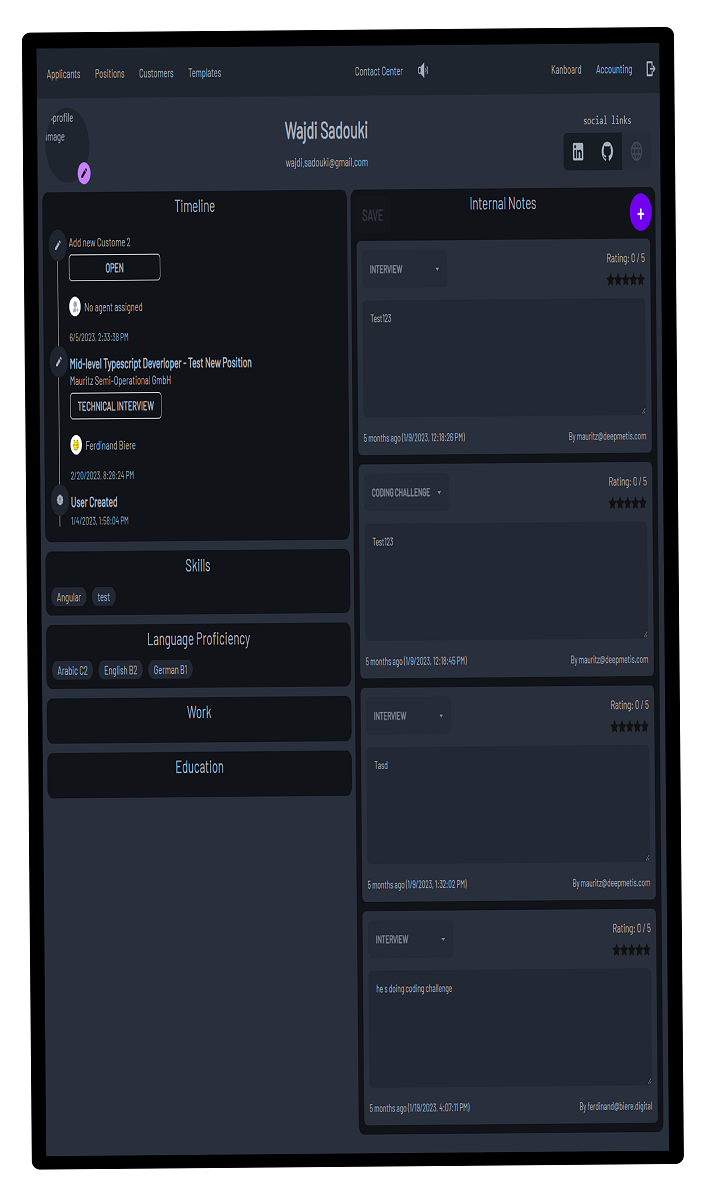 Applicants Positions Customers Templates Contact Center Kanboard Accounting
-profile
image
Wajdi Sadouki
wajdi.sadouki@gmail.com
social links
Timeline
Add new Custome 2
OPEN
No agent assigned
6/5/2023, 2:33:38 PM
Mid-level Typescript Deverloper - Test New Position
Mauritz Semi-Operational GmbH
TECHNICAL INTERVIEW
Ferdinand Biere
2/20/2023, 8:28:24 PM
User Created
1/4/2023, 1:58:04 PM
Skills
Angular test
Language Proficiency
Arabic C2 English B2 German B1
Work
Education
SAVE Internal Notes +
INTERVIEW Rating: 0 / 5
Test123
5 months ago (1/9/2023, 12:18:26 PM) By mauritz@deepmetis.com
CODING CHALLENGE Rating: 0 / 5
Test123
5 months ago (1/9/2023, 12:18:45 PM) By mauritz@deepmetis.com
INTERVIEW Rating: 0 / 5
Tasd
5 months ago (1/9/2023, 1:32:02 PM) By mauritz@deepmetis.com
INTERVIEW Rating: 0 / 5
he s doing coding challenge
5 months ago (1/19/2023, 4:07:11 PM) By ferdinand@biere.digital